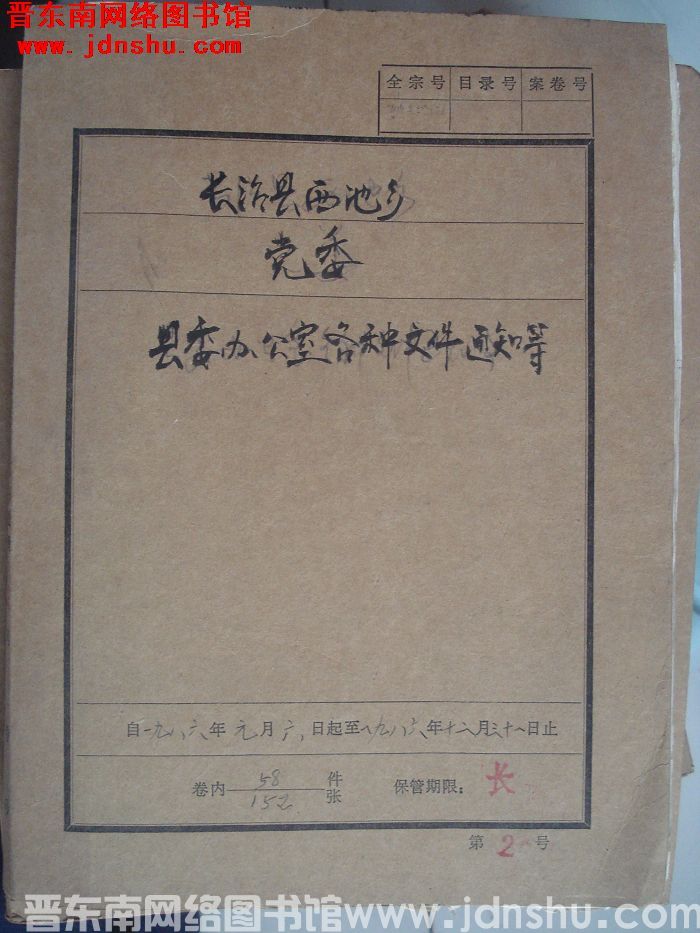 晋东南网络图书馆
www.jdnshu.com
全宗号 目录号 案卷号
长治县西池乡
党委
县委办公室各种文件通知等
自一九八六年元月六日起至一九八六年十二月三十一日止
卷内 58 件
152 张
保管期限：长
第2号
晋东南网络图书馆 www.jdnshu.com